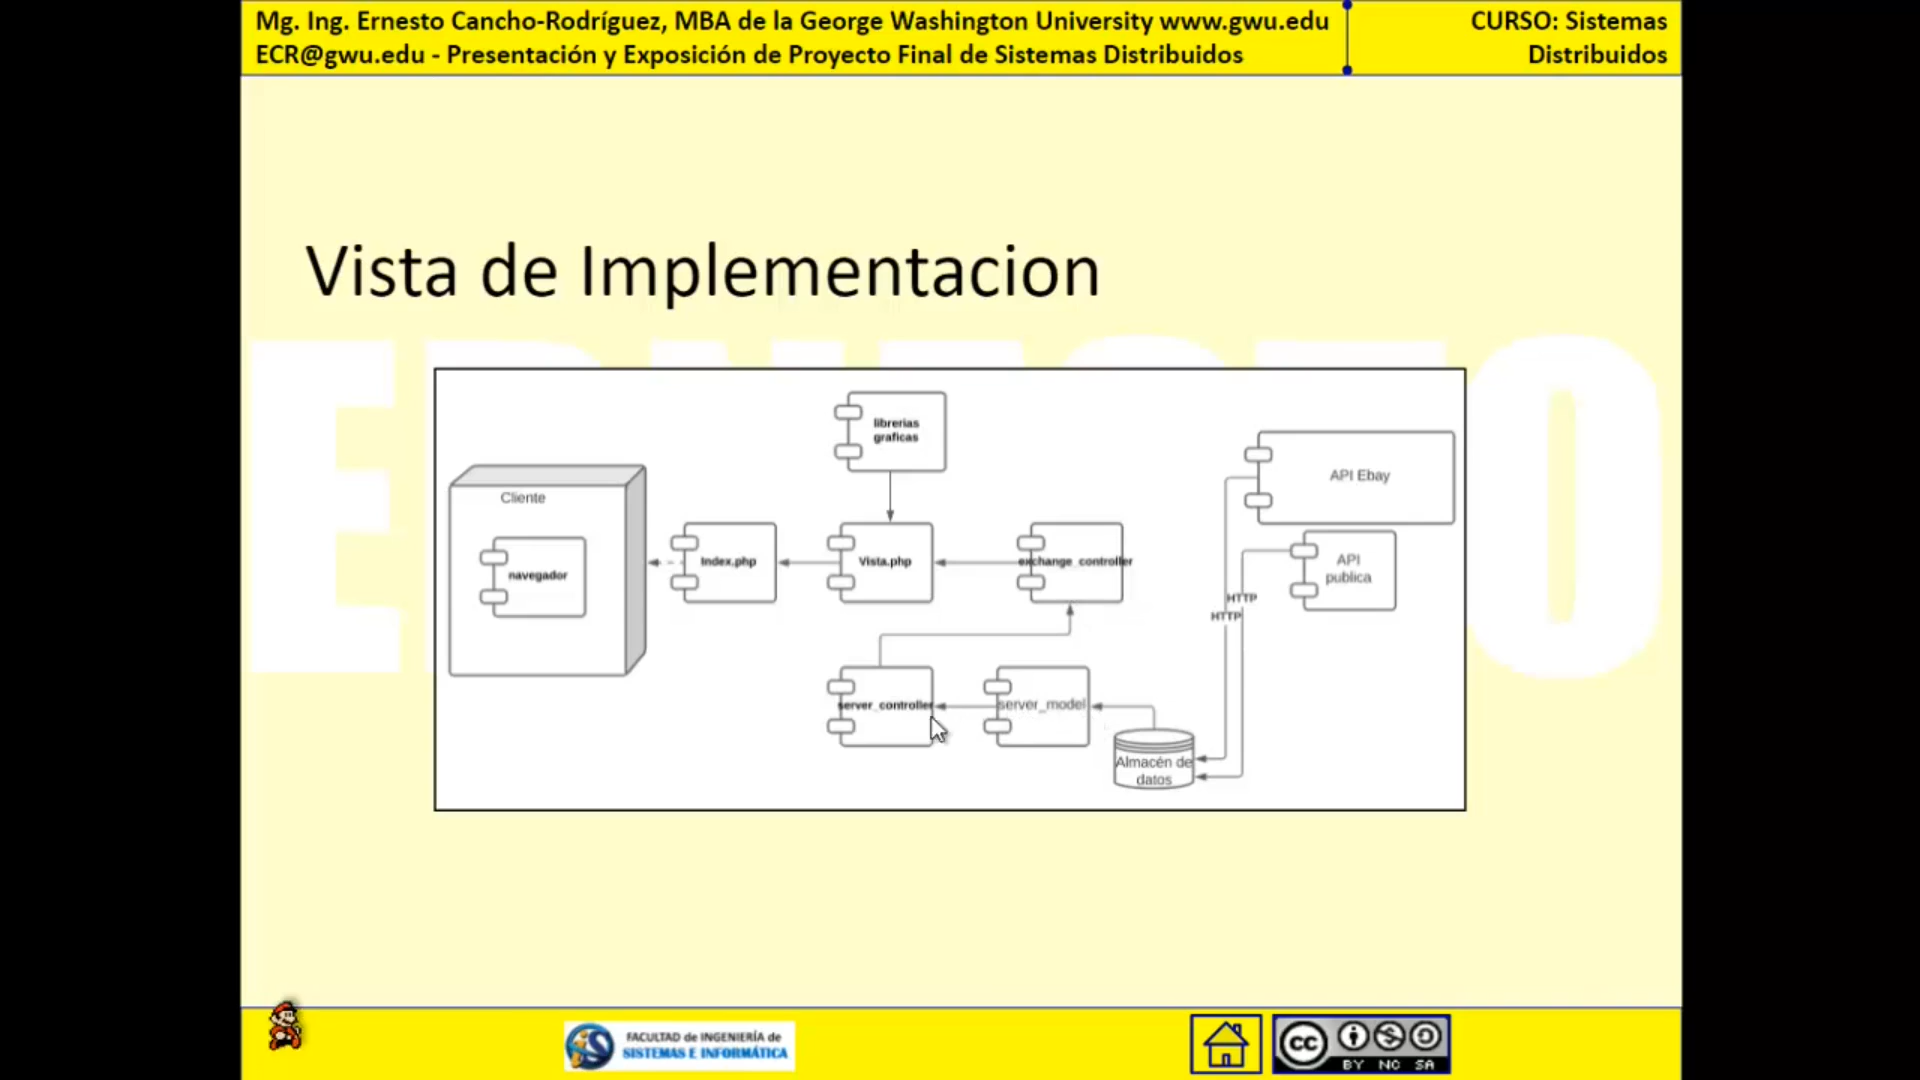 Mg. Ing. Ernesto Cancho-Rodríguez, MBA de la George Washington University www.gwu.edu
ECR@gwu.edu - Presentación y Exposición de Proyecto Final de Sistemas Distribuidos
CURSO: Sistemas
Distribuidos
Vista de Implementacion
ERNESTO
librerias
graficas
API Ebay
Cliente
navegador
Index.php
Vista.php
exchange_controller
API
publica
HTTP
HTTP
server_controller
server_model
Almacén de
datos
FACULTAD de INGENIERÍA de
SISTEMAS E INFORMÁTICA
cc
BY NC SA